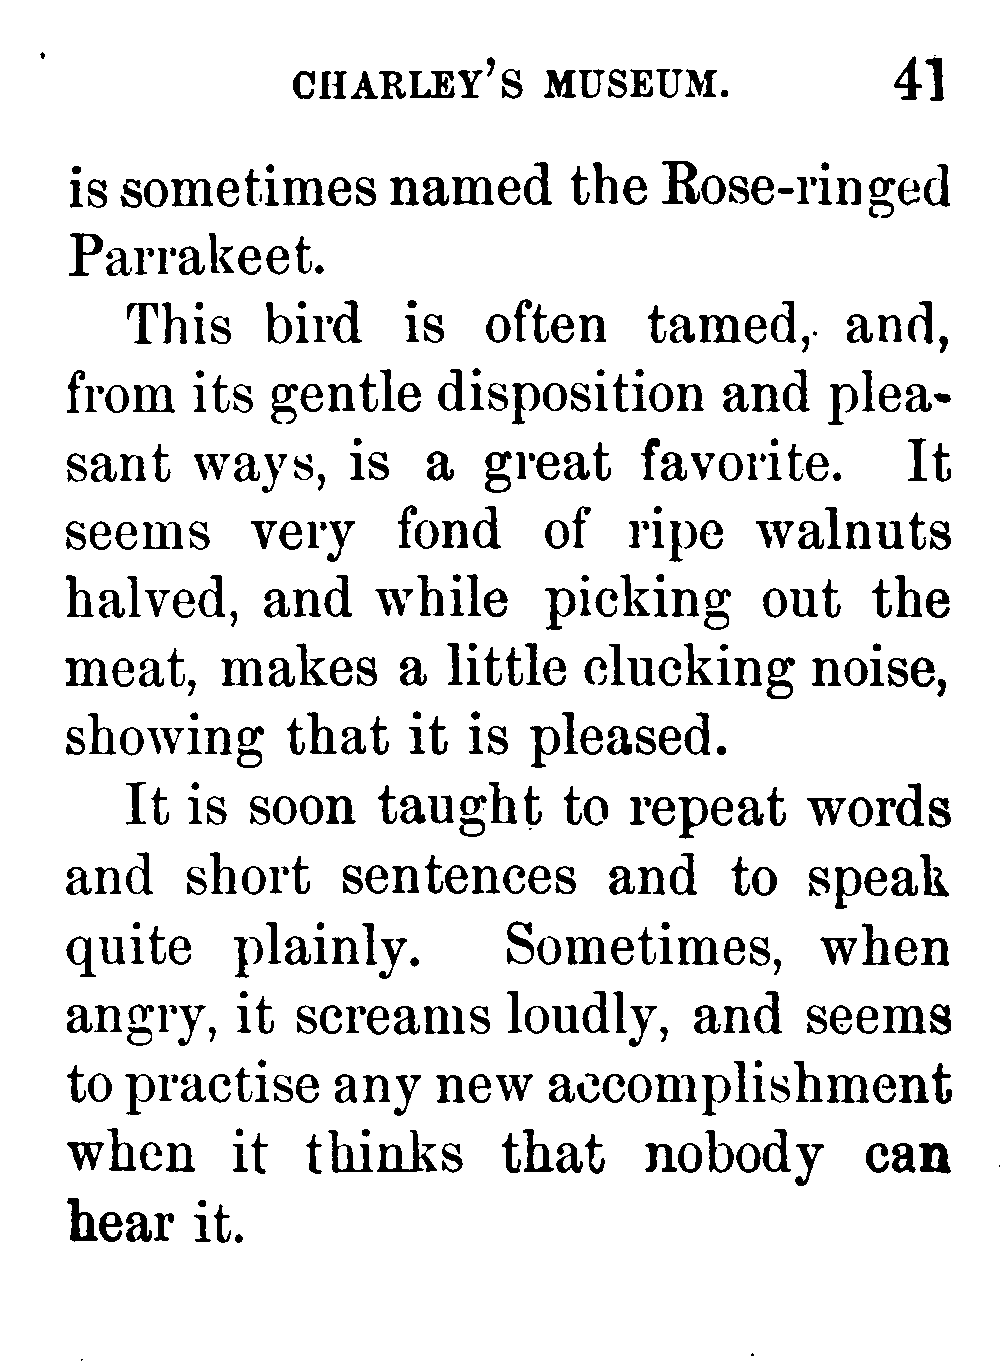 CHARLEY'S MUSEUM. 41
is sometimes named the Rose-ringed
Parrakeet.
This bird is often tamed, and,
from its gentle disposition and plea-
sant ways, is a great favorite. It
seems very fond of ripe walnuts
halved, and while picking out the
meat, makes a little clucking noise,
showing that it is pleased.
It is soon taught to repeat words
and short sentences and to speak
quite plainly. Sometimes, when
angry, it screams loudly, and seems
to practise any new accomplishment
when it thinks that nobody can
hear it.